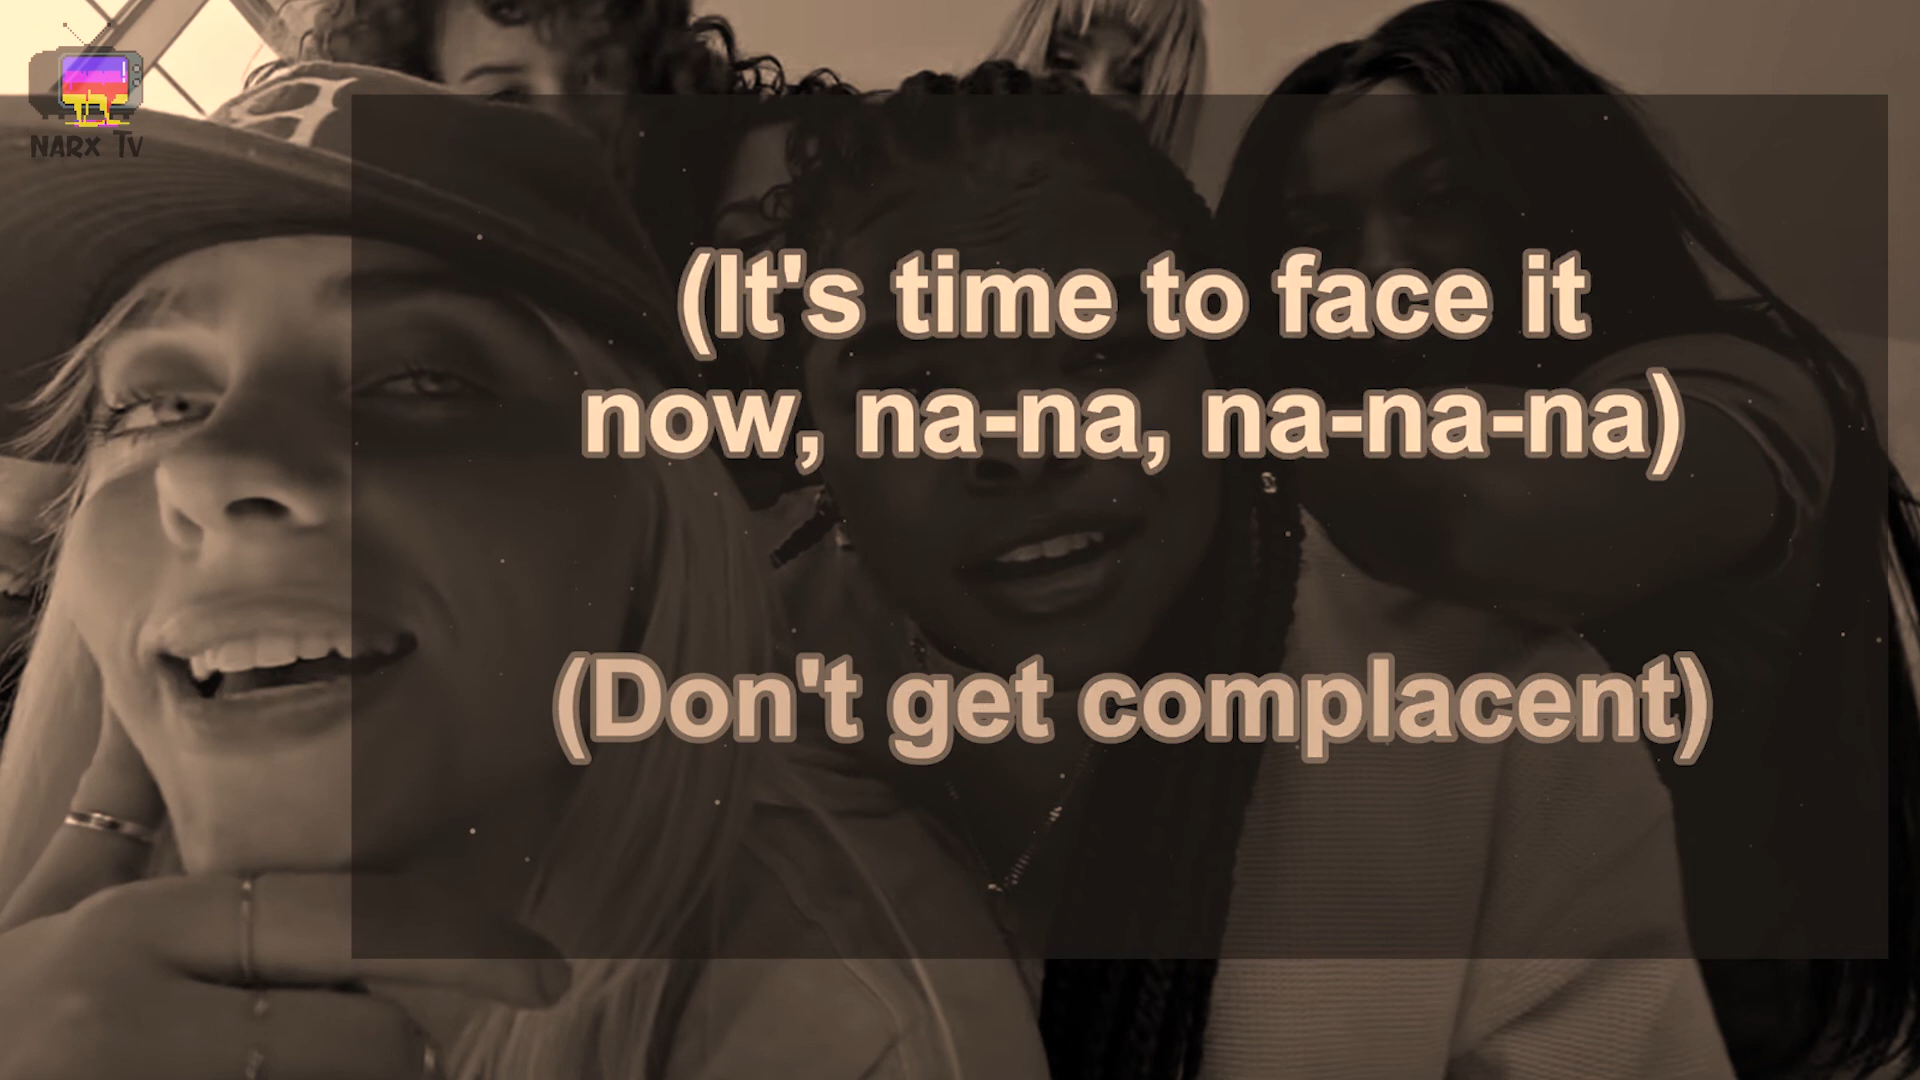 NARX TV
(It's time to face it
now, na-na, na-na-na)
(Don't get complacent)